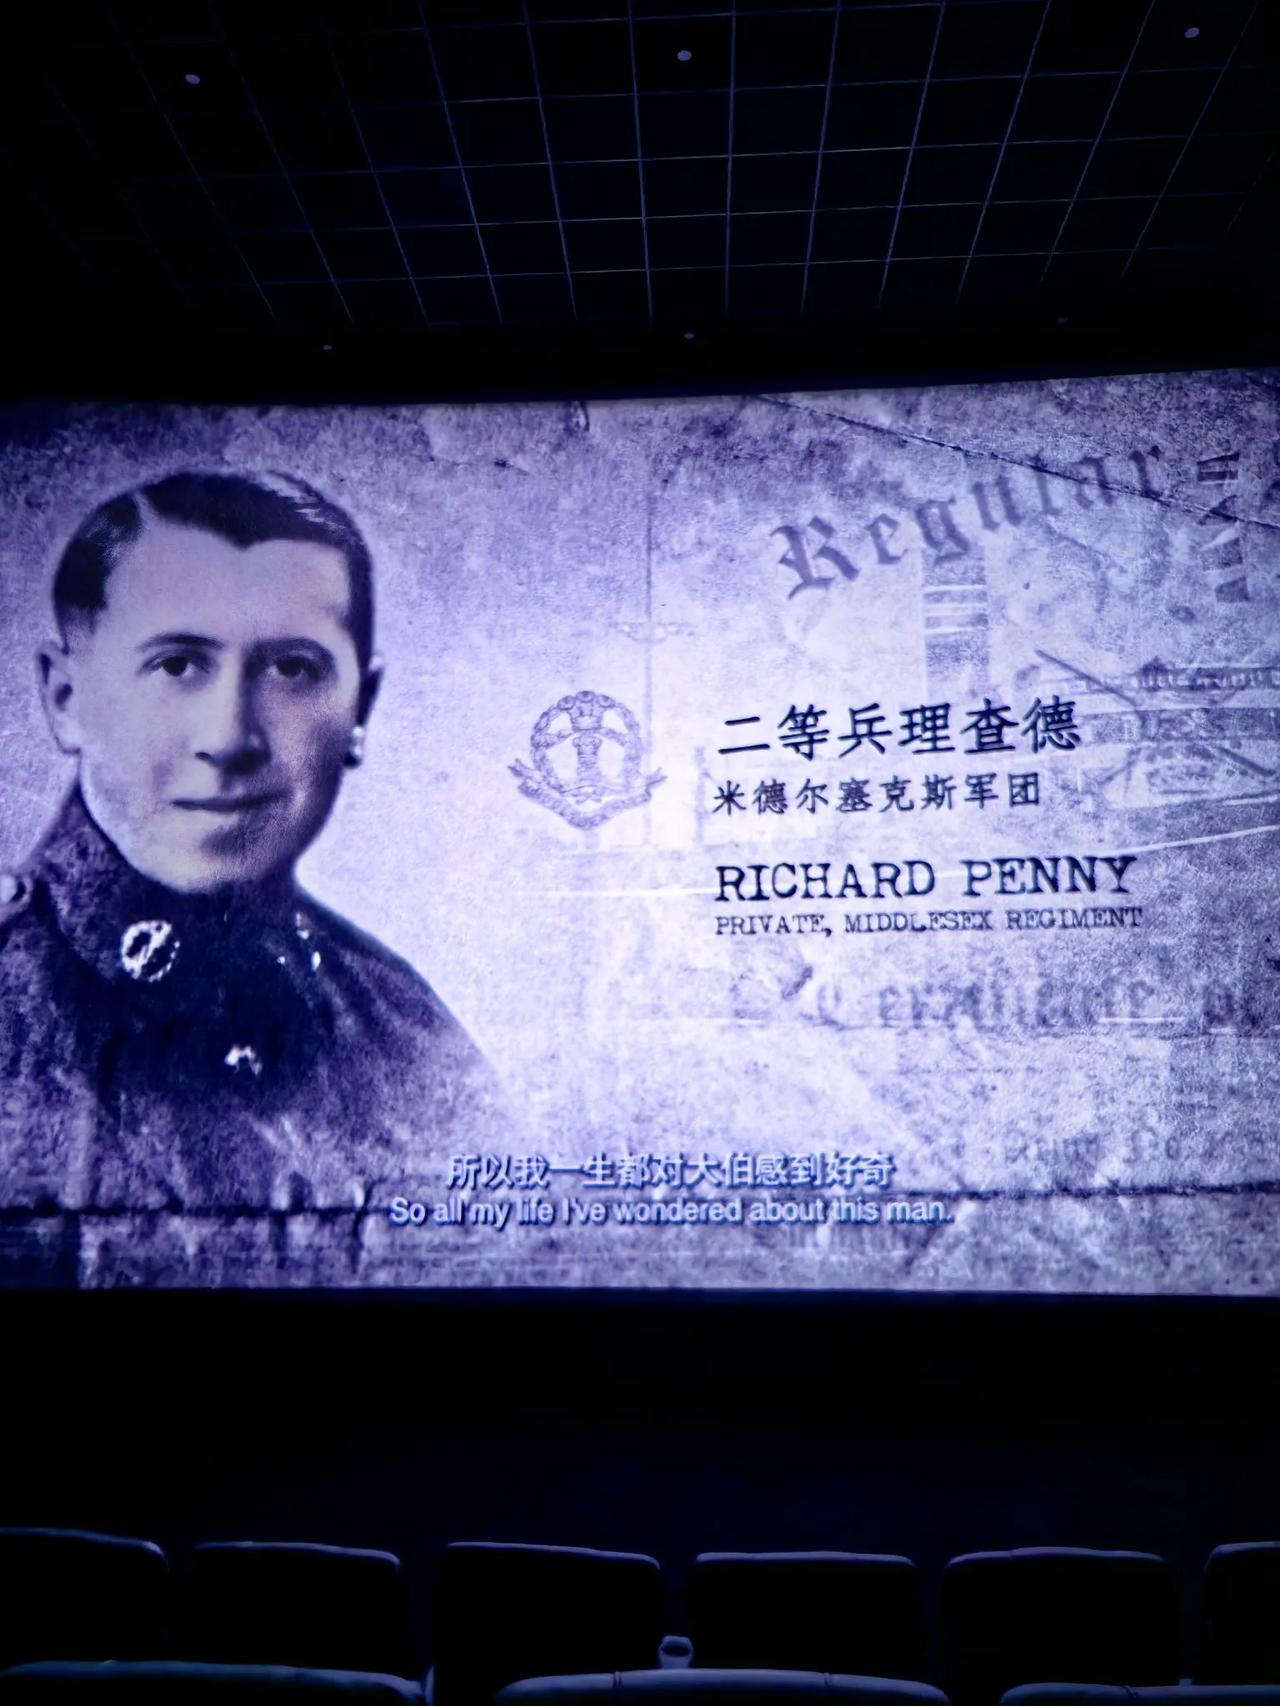 Regular
二等兵理查德
米德尔塞克斯军团
RICHARD PENNY
PRIVATE, MIDDLESEX REGIMENT
所以我一生都对大伯感到好奇
So all my life I've wondered about this man.